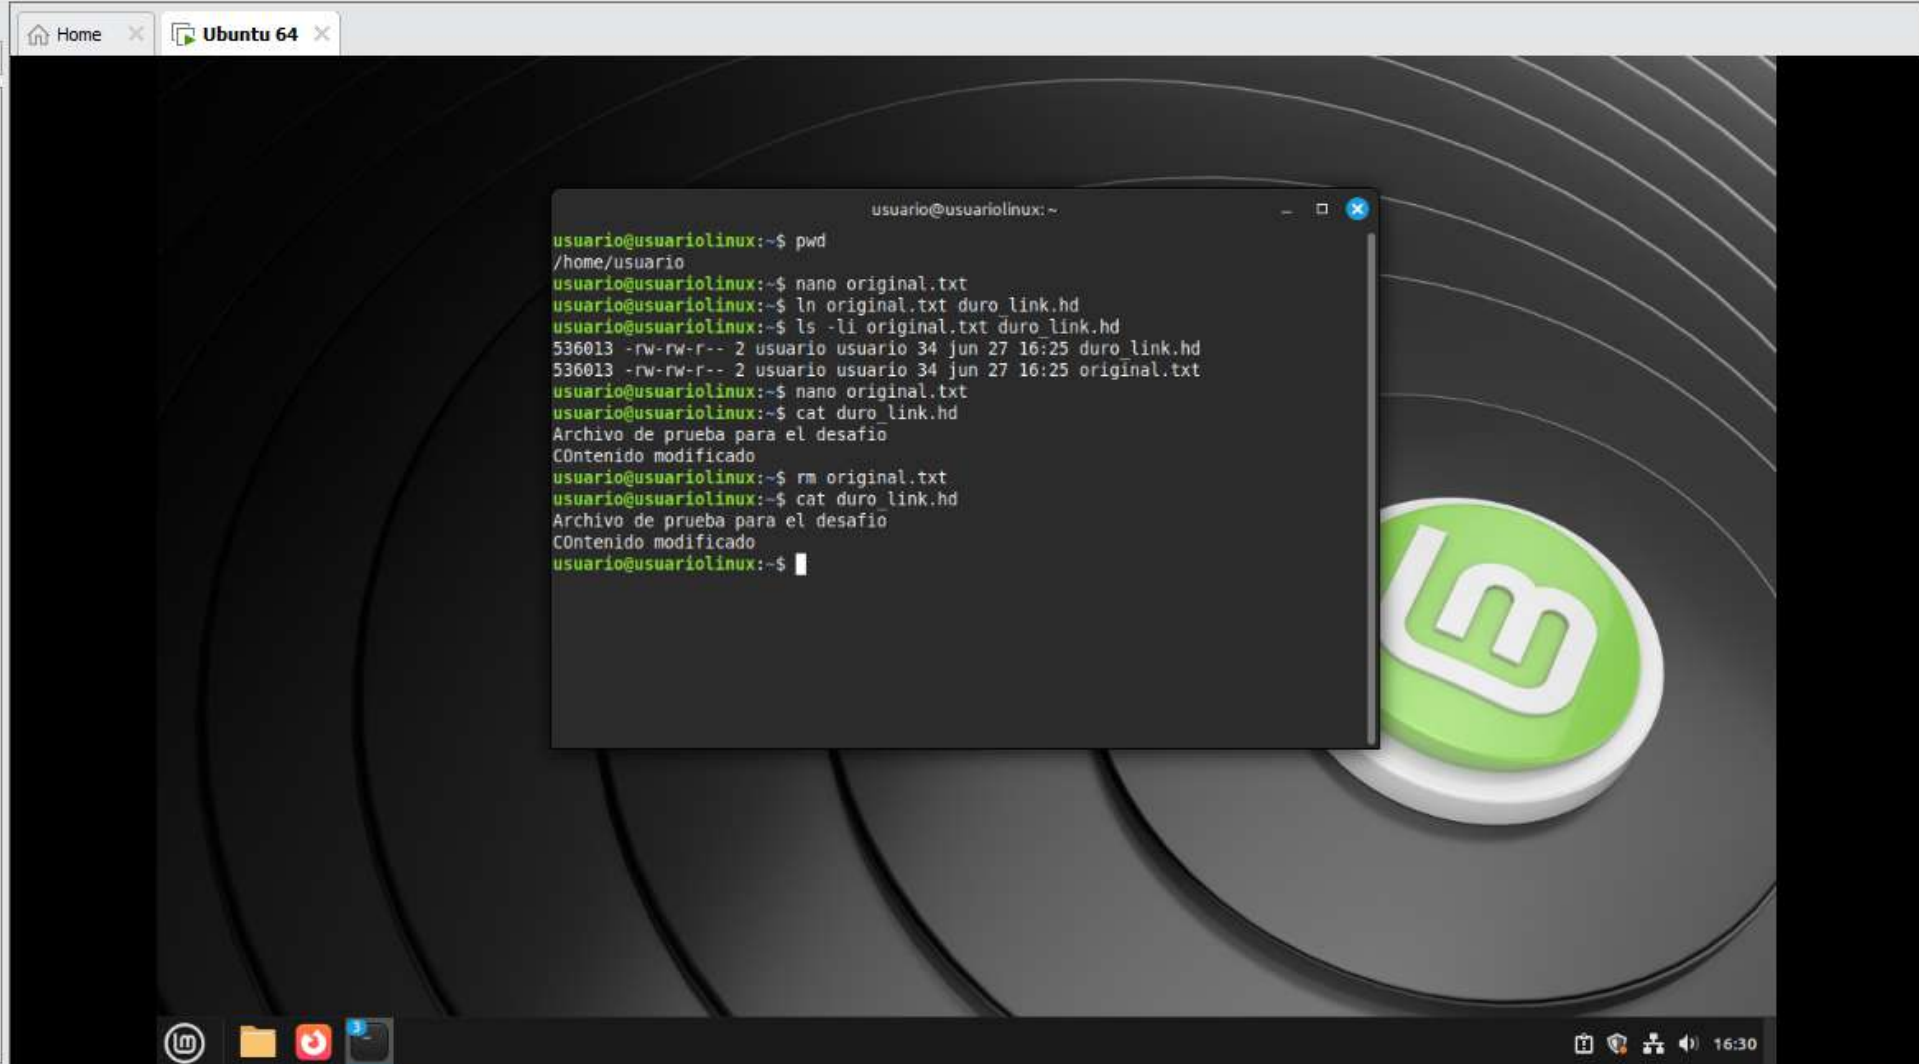 Home
Ubuntu 64
usuario@usuariolinux: ~
usuario@usuariolinux:~$ pwd
/home/usuario
usuario@usuariolinux:~$ nano original.txt
usuario@usuariolinux:~$ ln original.txt duro_link.hd
usuario@usuariolinux:~$ ls -li original.txt duro_link.hd
536013 -rw-rw-r-- 2 usuario usuario 34 jun 27 16:25 duro_link.hd
536013 -rw-rw-r-- 2 usuario usuario 34 jun 27 16:25 original.txt
usuario@usuariolinux:~$ nano original.txt
usuario@usuariolinux:~$ cat duro_link.hd
Archivo de prueba para el desafio
COntenido modificado
usuario@usuariolinux:~$ rm original.txt
usuario@usuariolinux:~$ cat duro_link.hd
Archivo de prueba para el desafio
COntenido modificado
usuario@usuariolinux:~$
3
16:30